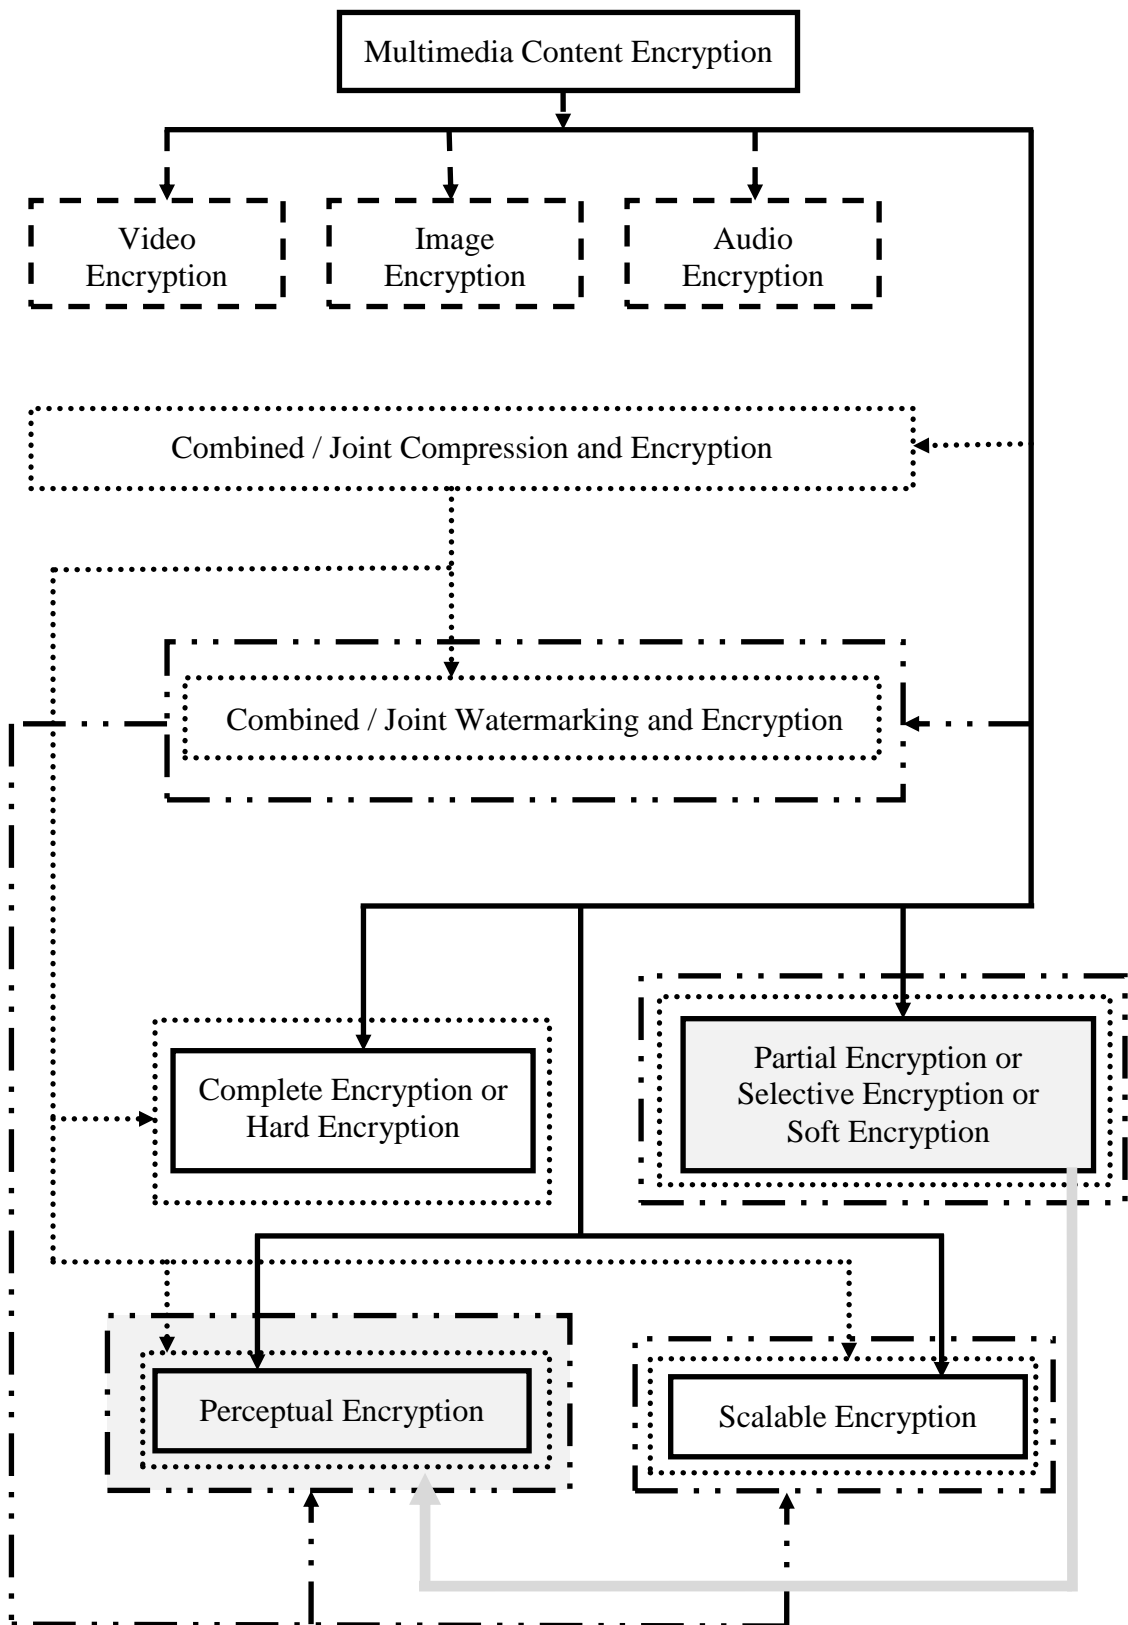 Multimedia Content Encryption
Video
Encryption
Image
Encryption
Audio
Encryption
Combined / Joint Compression and Encryption
Combined / Joint Watermarking and Encryption
Complete Encryption or
Hard Encryption
Partial Encryption or
Selective Encryption or
Soft Encryption
Perceptual Encryption
Scalable Encryption